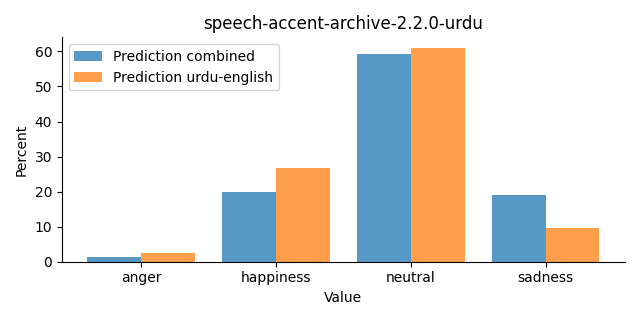 speech-accent-archive-2.2.0-urdu
Prediction combined
Prediction urdu-english
60
50
40
30
20
10
0
Percent
anger happiness neutral sadness
Value